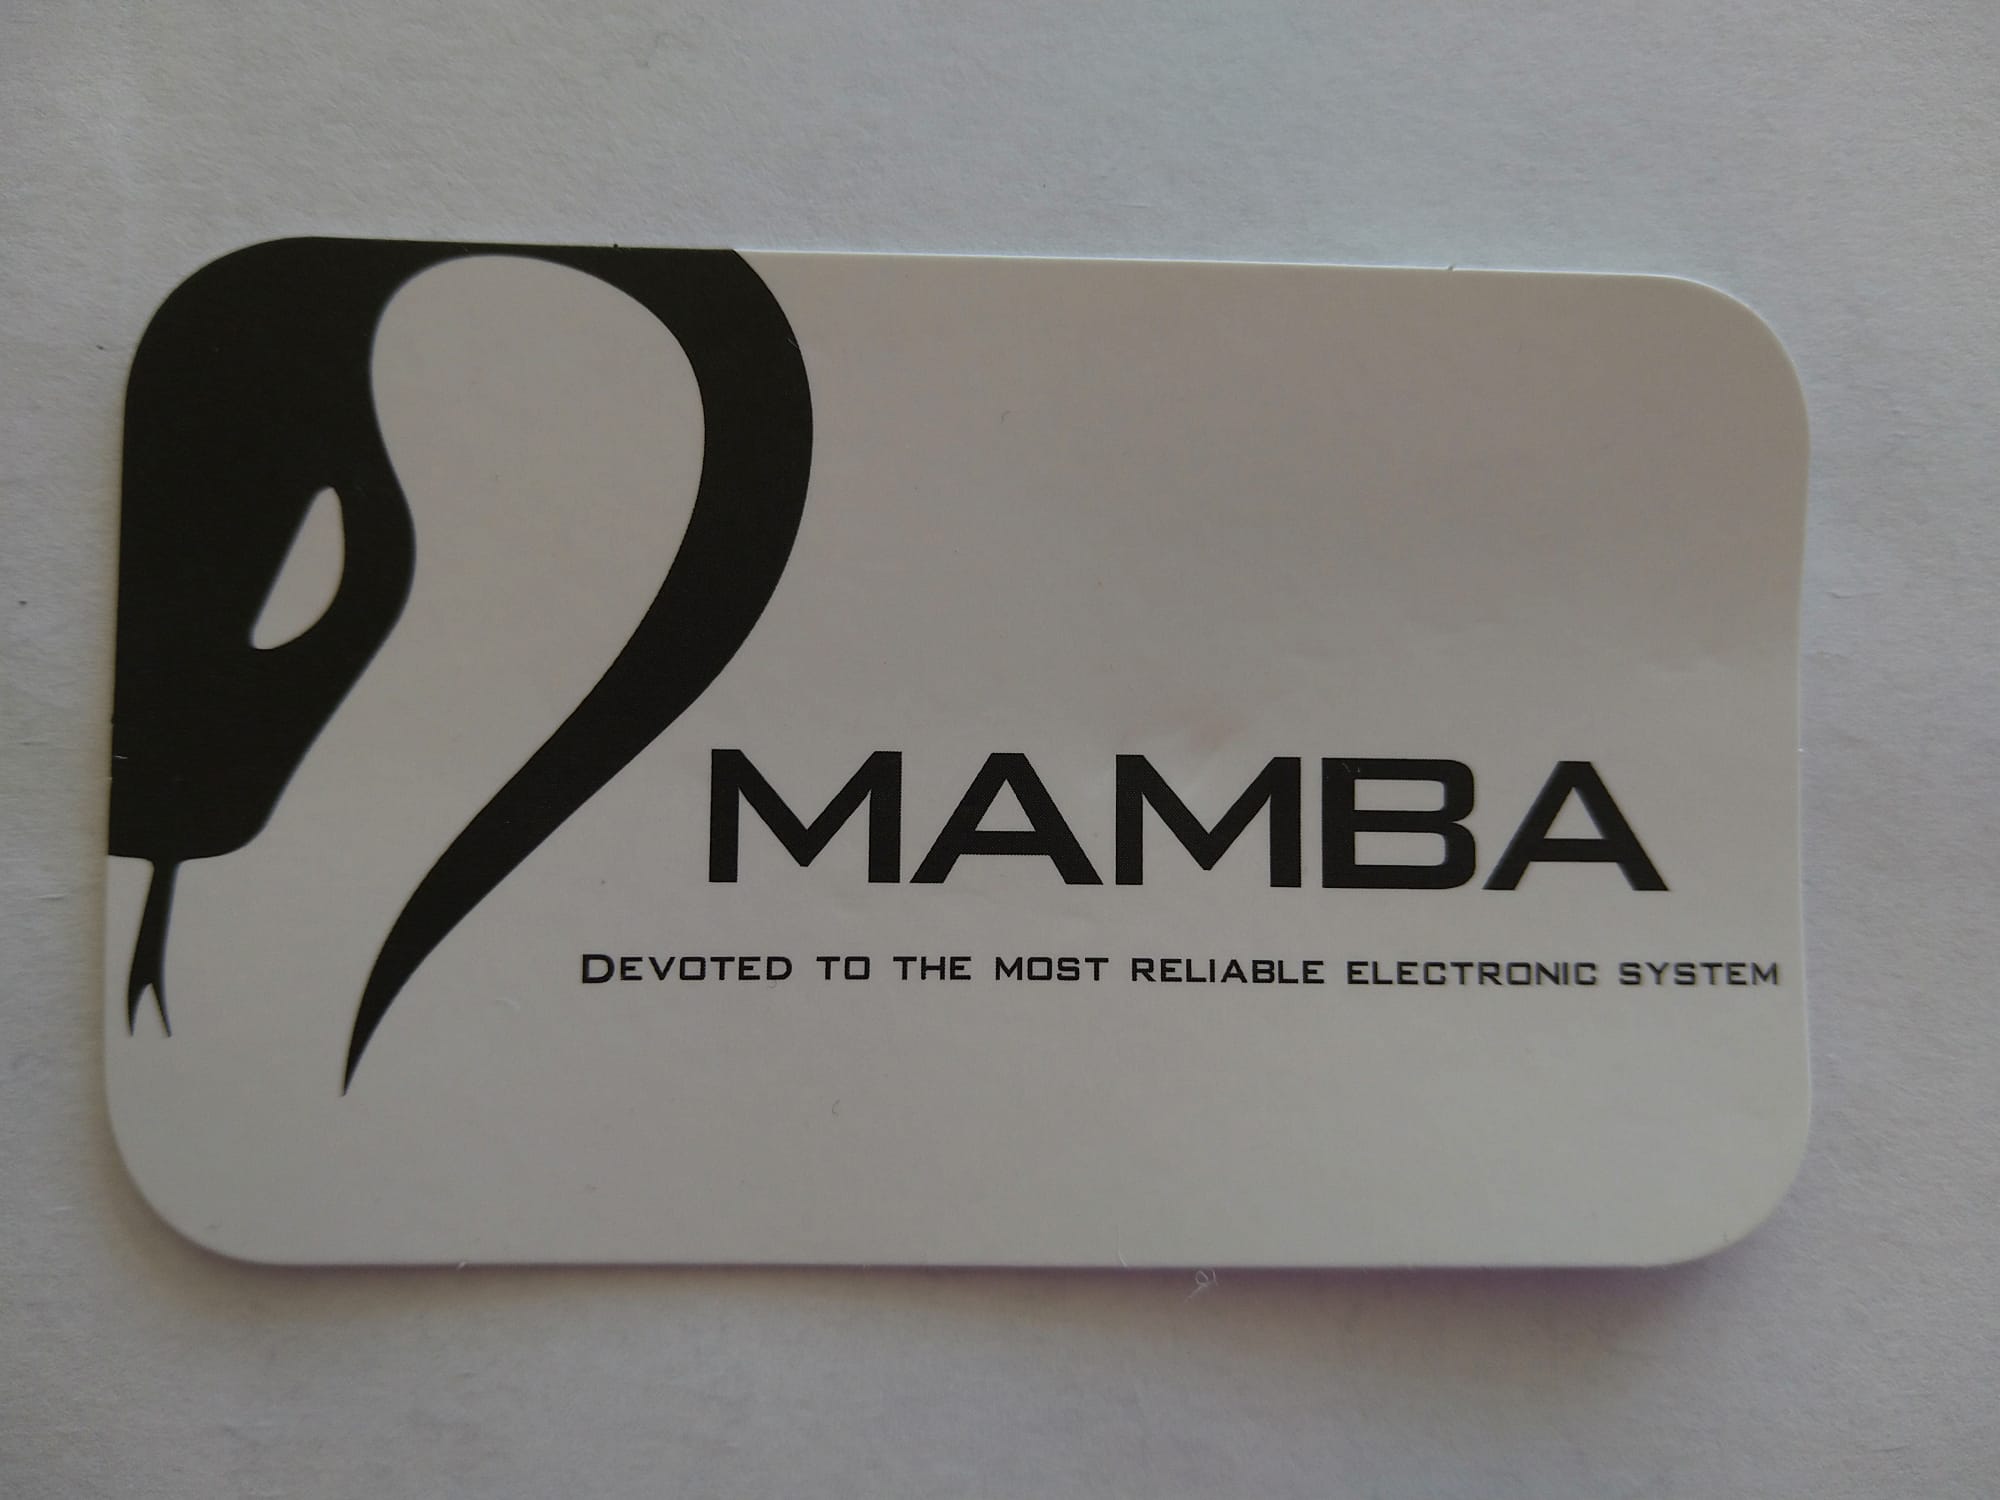 MAMBA
Devoted to the most reliable electronic system